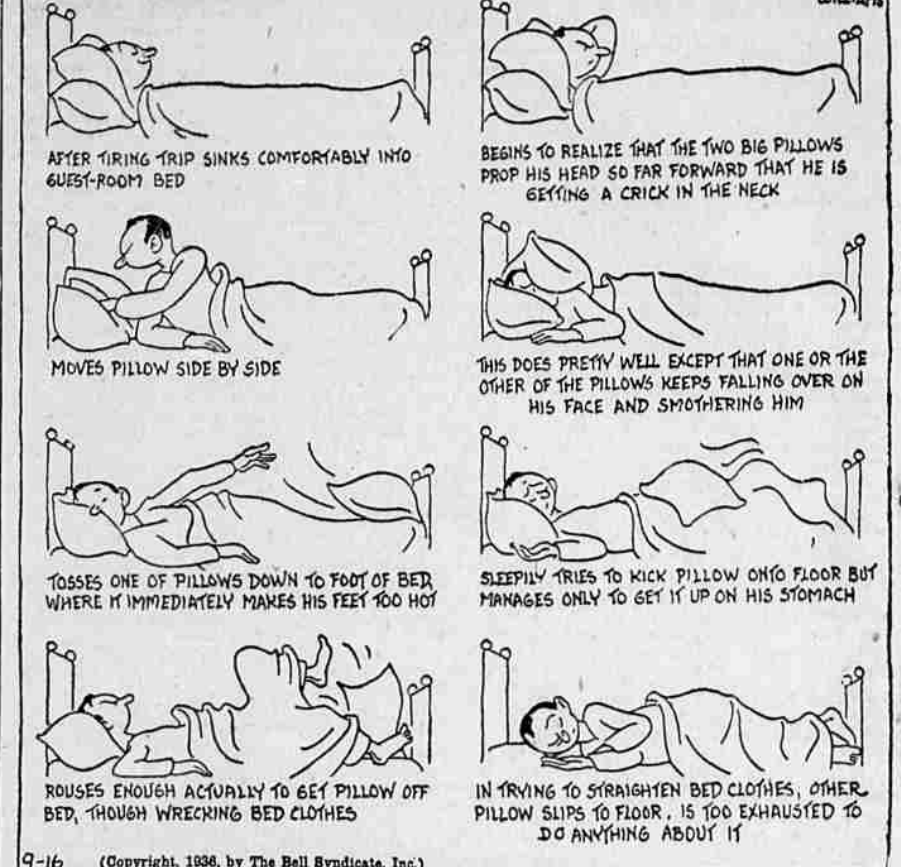 AFTER TIRING TRIP SINKS COMFORTABLY INTO
GUEST-ROOM BED
BEGINS TO REALIZE THAT THE TWO BIG PILLOWS
PROP HIS HEAD SO FAR FORWARD THAT HE IS
GETTING A CRICK IN THE NECK
MOVES PILLOW SIDE BY SIDE
THIS DOES PRETTY WELL EXCEPT THAT ONE OR THE
OTHER OF THE PILLOWS KEEPS FALLING OVER ON
HIS FACE AND SMOTHERING HIM
TOSSES ONE OF PILLOWS DOWN TO FOOT OF BED,
WHERE IT IMMEDIATELY MAKES HIS FEET TOO HOT
SLEEPILY TRIES TO KICK PILLOW ONTO FLOOR BUT
MANAGES ONLY TO GET IT UP ON HIS STOMACH
ROUSES ENOUGH ACTUALLY TO GET PILLOW OFF
BED, THOUGH WRECKING BED CLOTHES
IN TRYING TO STRAIGHTEN BED CLOTHES, OTHER
PILLOW SLIPS TO FLOOR. IS TOO EXHAUSTED TO
DO ANYTHING ABOUT IT
9-16 (Copyright, 1936, by The Bell Syndicate, Inc.)